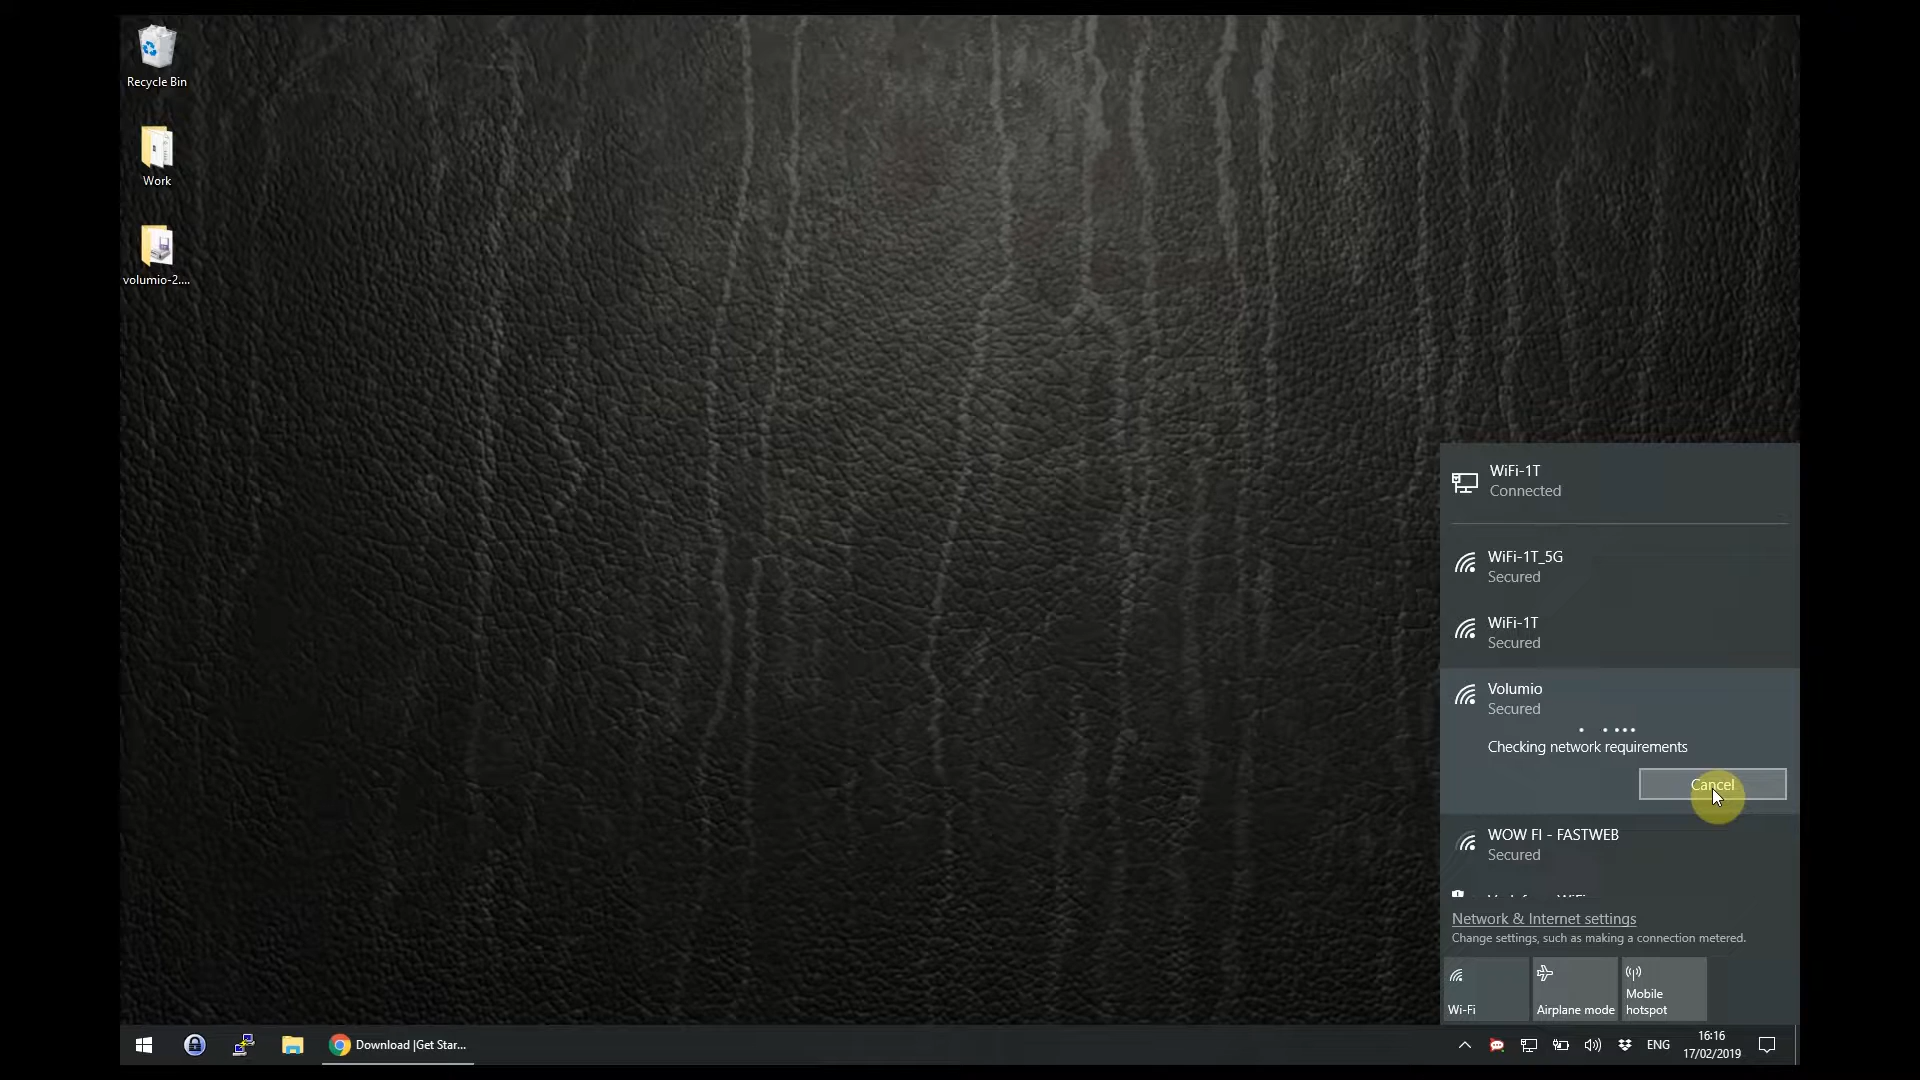 Recycle Bin
Work
volumio-2....
WiFi-1T
Connected
WiFi-1T_5G
Secured
WiFi-1T
Secured
Volumio
Secured
Checking network requirements
Cancel
WOW FI - FASTWEB
Secured
Network & Internet settings
Change settings, such as making a connection metered.
Wi-Fi
Airplane mode
Mobile
hotspot
Download |Get Star...
ENG
16:16
17/02/2019